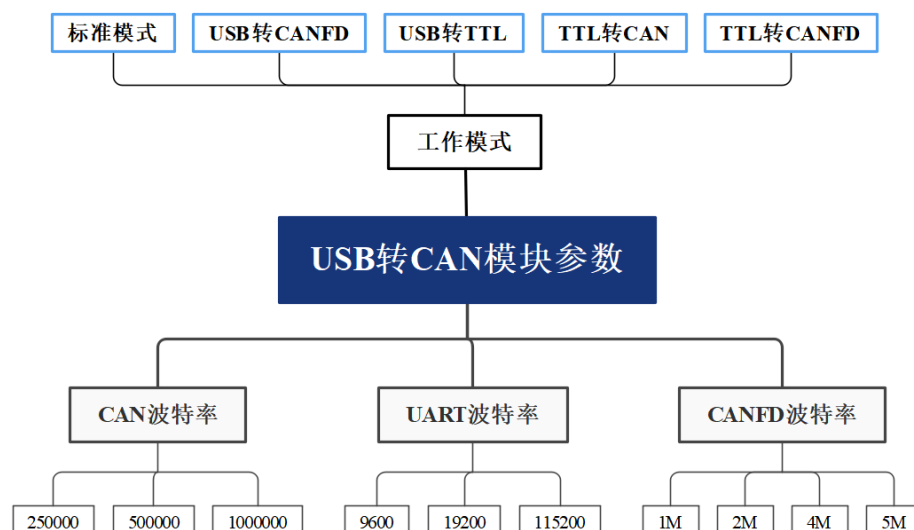 标准模式
USB转CANFD
USB转TTL
TTL转CAN
TTL转CANFD
工作模式
USB转CAN模块参数
CAN波特率
UART波特率
CANFD波特率
250000
500000
1000000
9600
19200
115200
1M
2M
4M
5M